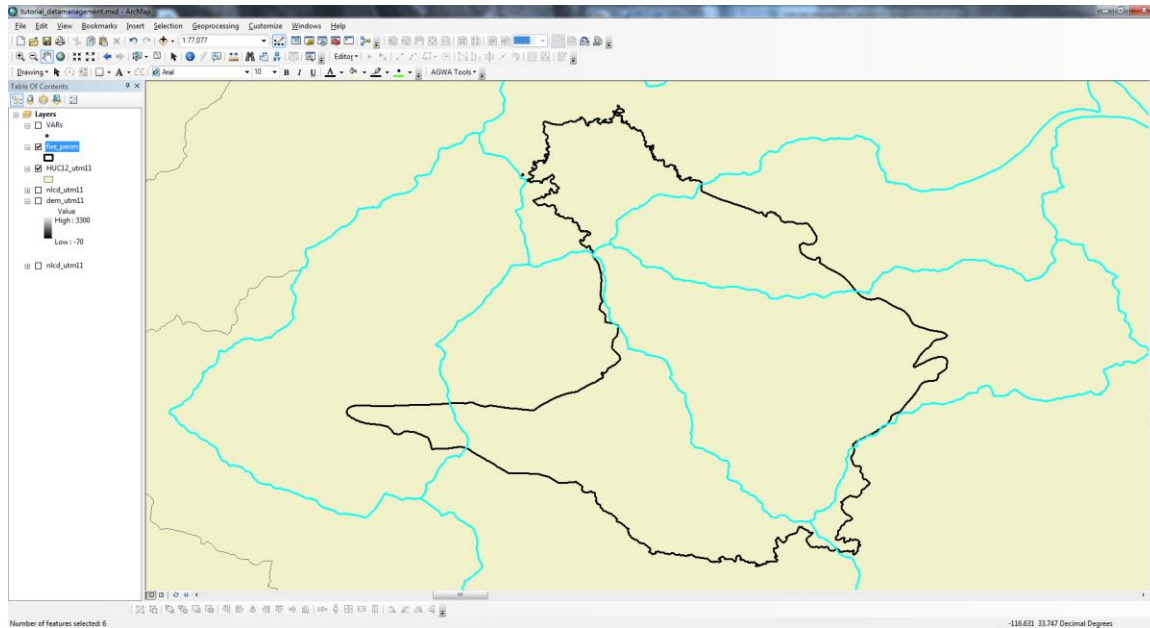 tutorial_datamanagement.mxd - ArcMap
File Edit View Bookmarks Insert Selection Geoprocessing Customize Windows Help
1:77,077
Editor
Drawing Arial 10 B I U A AGWA Tools
Table Of Contents
Layers
VARs
fire_perim
HUC12_utm11
nlcd_utm11
dem_utm11
Value
High : 3300
Low : -70
nlcd_utm11
Number of features selected: 6
-116.631 33.747 Decimal Degrees